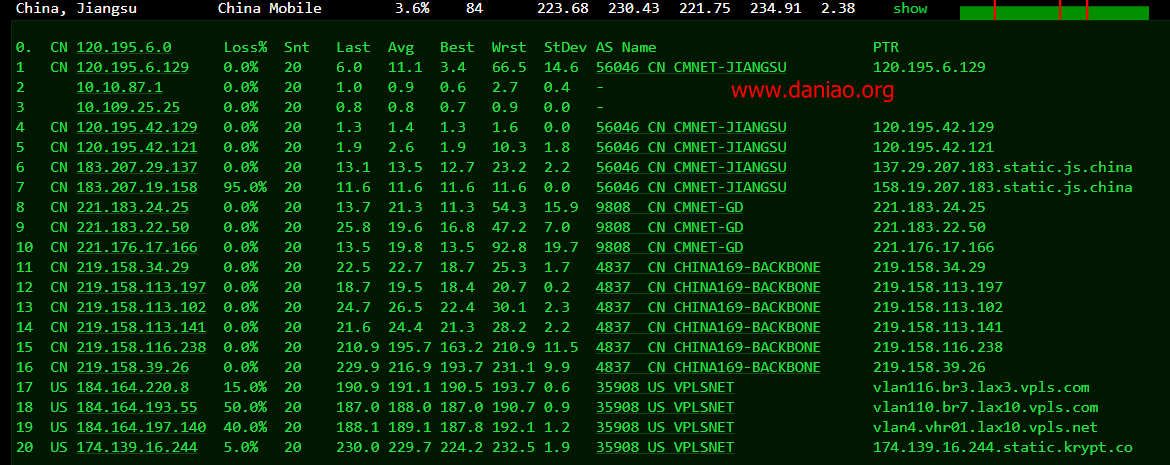 China, Jiangsu China Mobile 3.6% 84 223.68 230.43 221.75 234.91 2.38 show
0. CN 120.195.6.0 Loss% Snt Last Avg Best Wrst StDev AS Name PTR
1 CN 120.195.6.129 0.0% 20 6.0 11.1 3.4 66.5 14.6 56046 CN CMNET-JIANGSU 120.195.6.129
2 10.10.87.1 0.0% 20 1.0 0.9 0.6 2.7 0.4 -
www.daniao.org
3 10.109.25.25 0.0% 20 0.8 0.8 0.7 0.9 0.0 -
4 CN 120.195.42.129 0.0% 20 1.3 1.4 1.3 1.6 0.0 56046 CN CMNET-JIANGSU 120.195.42.129
5 CN 120.195.42.121 0.0% 20 1.9 2.6 1.9 10.3 1.8 56046 CN CMNET-JIANGSU 120.195.42.121
6 CN 183.207.29.137 0.0% 20 13.1 13.5 12.7 23.2 2.2 56046 CN CMNET-JIANGSU 137.29.207.183.static.js.china
7 CN 183.207.19.158 95.0% 20 11.6 11.6 11.6 11.6 0.0 56046 CN CMNET-JIANGSU 158.19.207.183.static.js.china
8 CN 221.183.24.25 0.0% 20 13.7 21.3 11.3 54.3 15.9 9808 CN CMNET-GD 221.183.24.25
9 CN 221.183.22.50 0.0% 20 25.8 19.6 16.8 47.2 7.0 9808 CN CMNET-GD 221.183.22.50
10 CN 221.176.17.166 0.0% 20 13.5 19.8 13.5 92.8 19.7 9808 CN CMNET-GD 221.176.17.166
11 CN 219.158.34.29 0.0% 20 22.5 22.7 18.7 25.3 1.7 4837 CN CHINA169-BACKBONE 219.158.34.29
12 CN 219.158.113.197 0.0% 20 18.7 19.5 18.4 20.7 0.2 4837 CN CHINA169-BACKBONE 219.158.113.197
13 CN 219.158.113.102 0.0% 20 24.7 26.5 22.4 30.1 2.3 4837 CN CHINA169-BACKBONE 219.158.113.102
14 CN 219.158.113.141 0.0% 20 21.6 24.4 21.3 28.2 2.2 4837 CN CHINA169-BACKBONE 219.158.113.141
15 CN 219.158.116.238 0.0% 20 210.9 195.7 163.2 210.9 11.5 4837 CN CHINA169-BACKBONE 219.158.116.238
16 CN 219.158.39.26 0.0% 20 229.9 216.9 193.7 231.1 9.9 4837 CN CHINA169-BACKBONE 219.158.39.26
17 US 184.164.220.8 15.0% 20 190.9 191.1 190.5 193.7 0.6 35908 US VPLSNET vlan116.br3.lax3.vpls.com
18 US 184.164.193.55 50.0% 20 187.0 188.0 187.0 190.7 0.9 35908 US VPLSNET vlan110.br7.lax10.vpls.com
19 US 184.164.197.140 40.0% 20 188.1 189.1 187.8 192.1 1.2 35908 US VPLSNET vlan4.vhr01.lax10.vpls.net
20 US 174.139.16.244 5.0% 20 230.0 229.7 224.2 232.5 1.9 35908 US VPLSNET 174.139.16.244.static.krypt.co